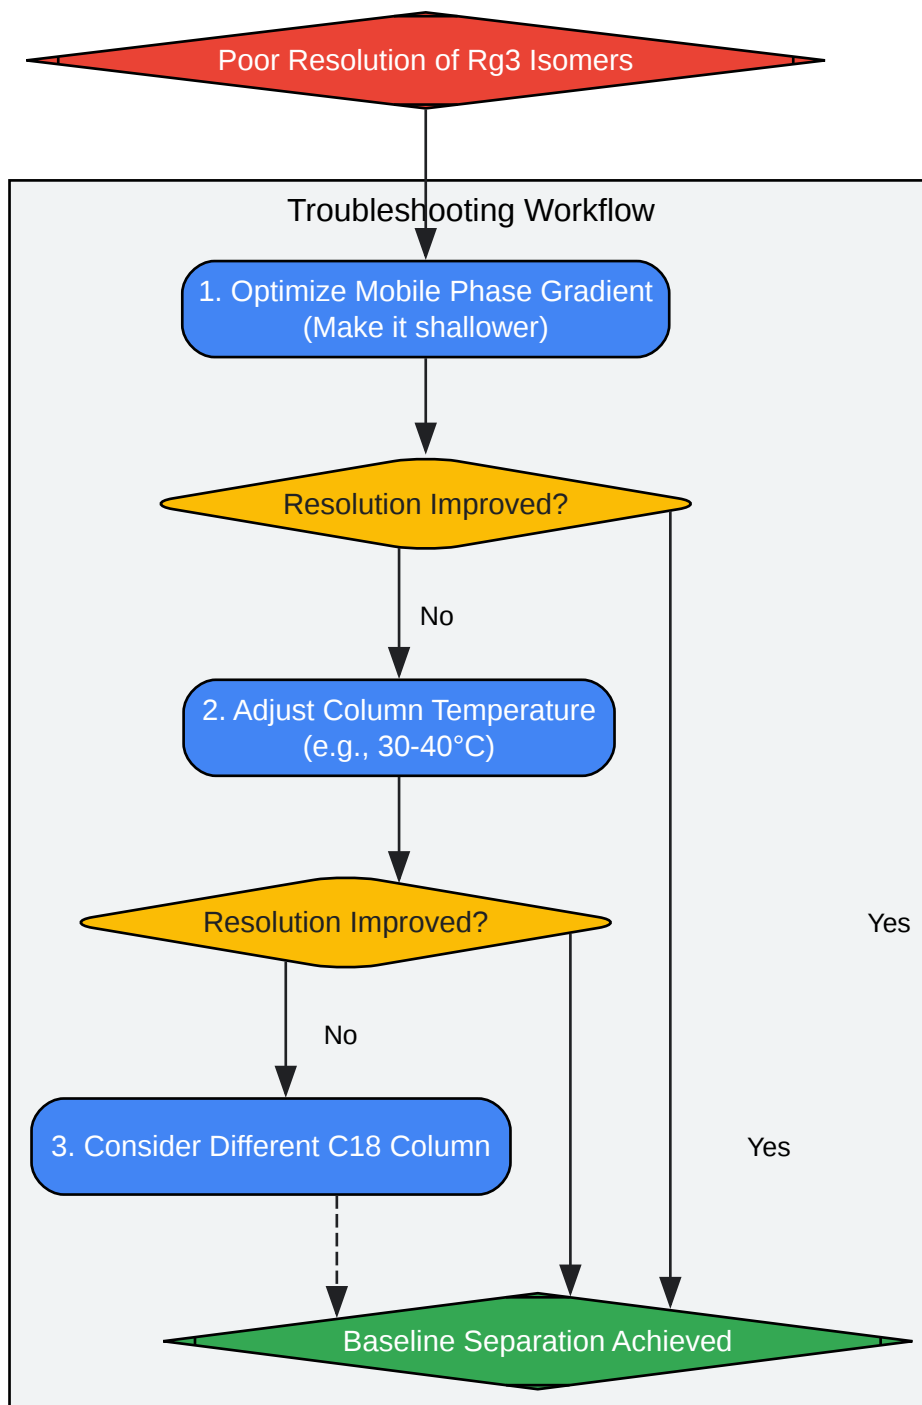 Poor Resolution of Rg3 Isomers
Troubleshooting Workflow
1. Optimize Mobile Phase Gradient
(Make it shallower)
Resolution Improved?
No
2. Adjust Column Temperature
(e.g., 30-40°C)
Resolution Improved?
Yes
No
3. Consider Different C18 Column
Yes
Baseline Separation Achieved